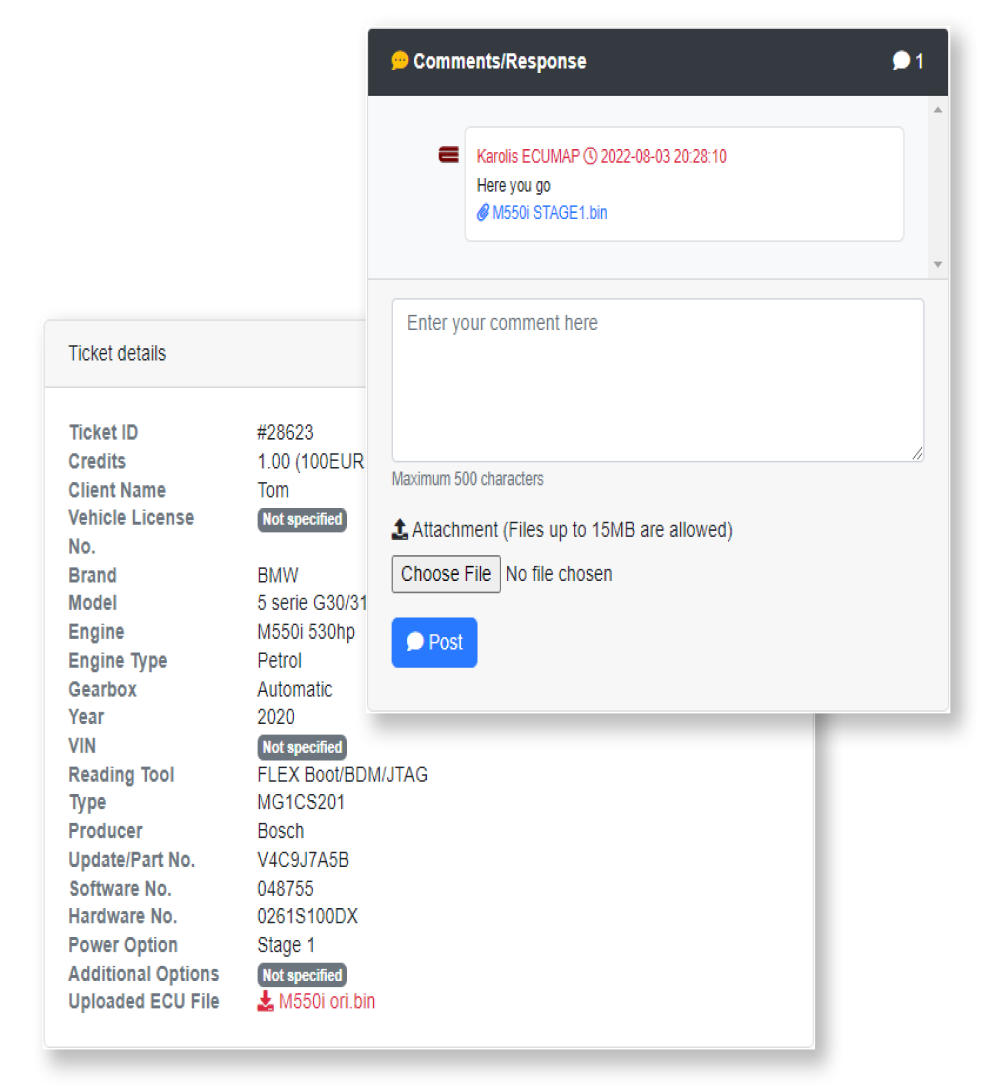 Comments/Response 1
Karolis ECUMAP 2022-08-03 20:28:10
Here you go
M550i STAGE1.bin
Enter your comment here
Maximum 500 characters
Attachment (Files up to 15MB are allowed)
Choose File No file chosen
Post
Ticket details
Ticket ID #28623
Credits 1.00 (100EUR
Client Name Tom
Vehicle License Not specified
No.
Brand BMW
Model 5 serie G30/31
Engine M550i 530hp
Engine Type Petrol
Gearbox Automatic
Year 2020
VIN Not specified
Reading Tool FLEX Boot/BDM/JTAG
Type MG1CS201
Producer Bosch
Update/Part No. V4C9J7A5B
Software No. 048755
Hardware No. 0261S100DX
Power Option Stage 1
Additional Options Not specified
Uploaded ECU File M550i ori.bin